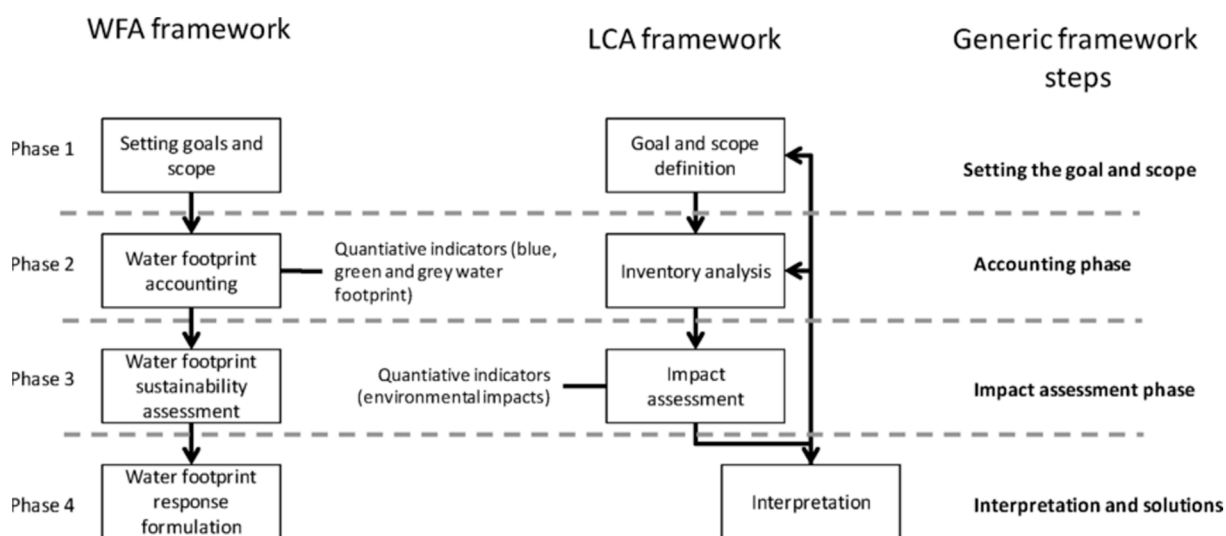 WFA framework
LCA framework
Generic framework
steps
Phase 1
Setting goals and
scope
Goal and scope
definition
Setting the goal and scope
Phase 2
Water footprint
accounting
Quantiative indicators (blue,
green and grey water
footprint)
Inventory analysis
Accounting phase
Phase 3
Water footprint
sustainability
assessment
Quantiative indicators
(environmental impacts)
Impact
assessment
Impact assessment phase
Phase 4
Water footprint
response
formulation
Interpretation
Interpretation and solutions